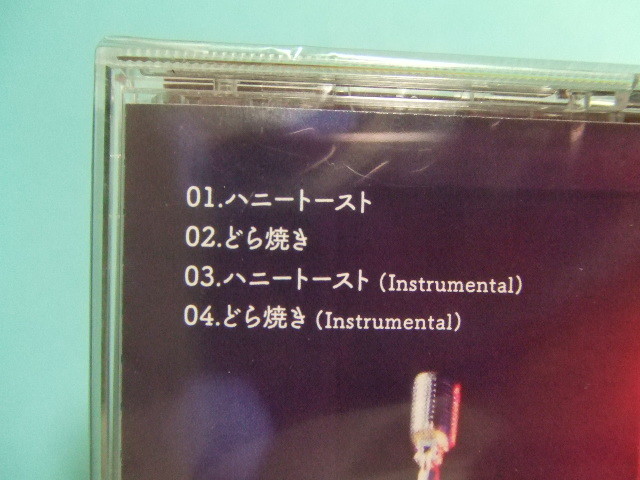 01.ハニートースト
02.どら焼き
03.ハニートースト (Instrumental)
04.どら焼き (Instrumental)